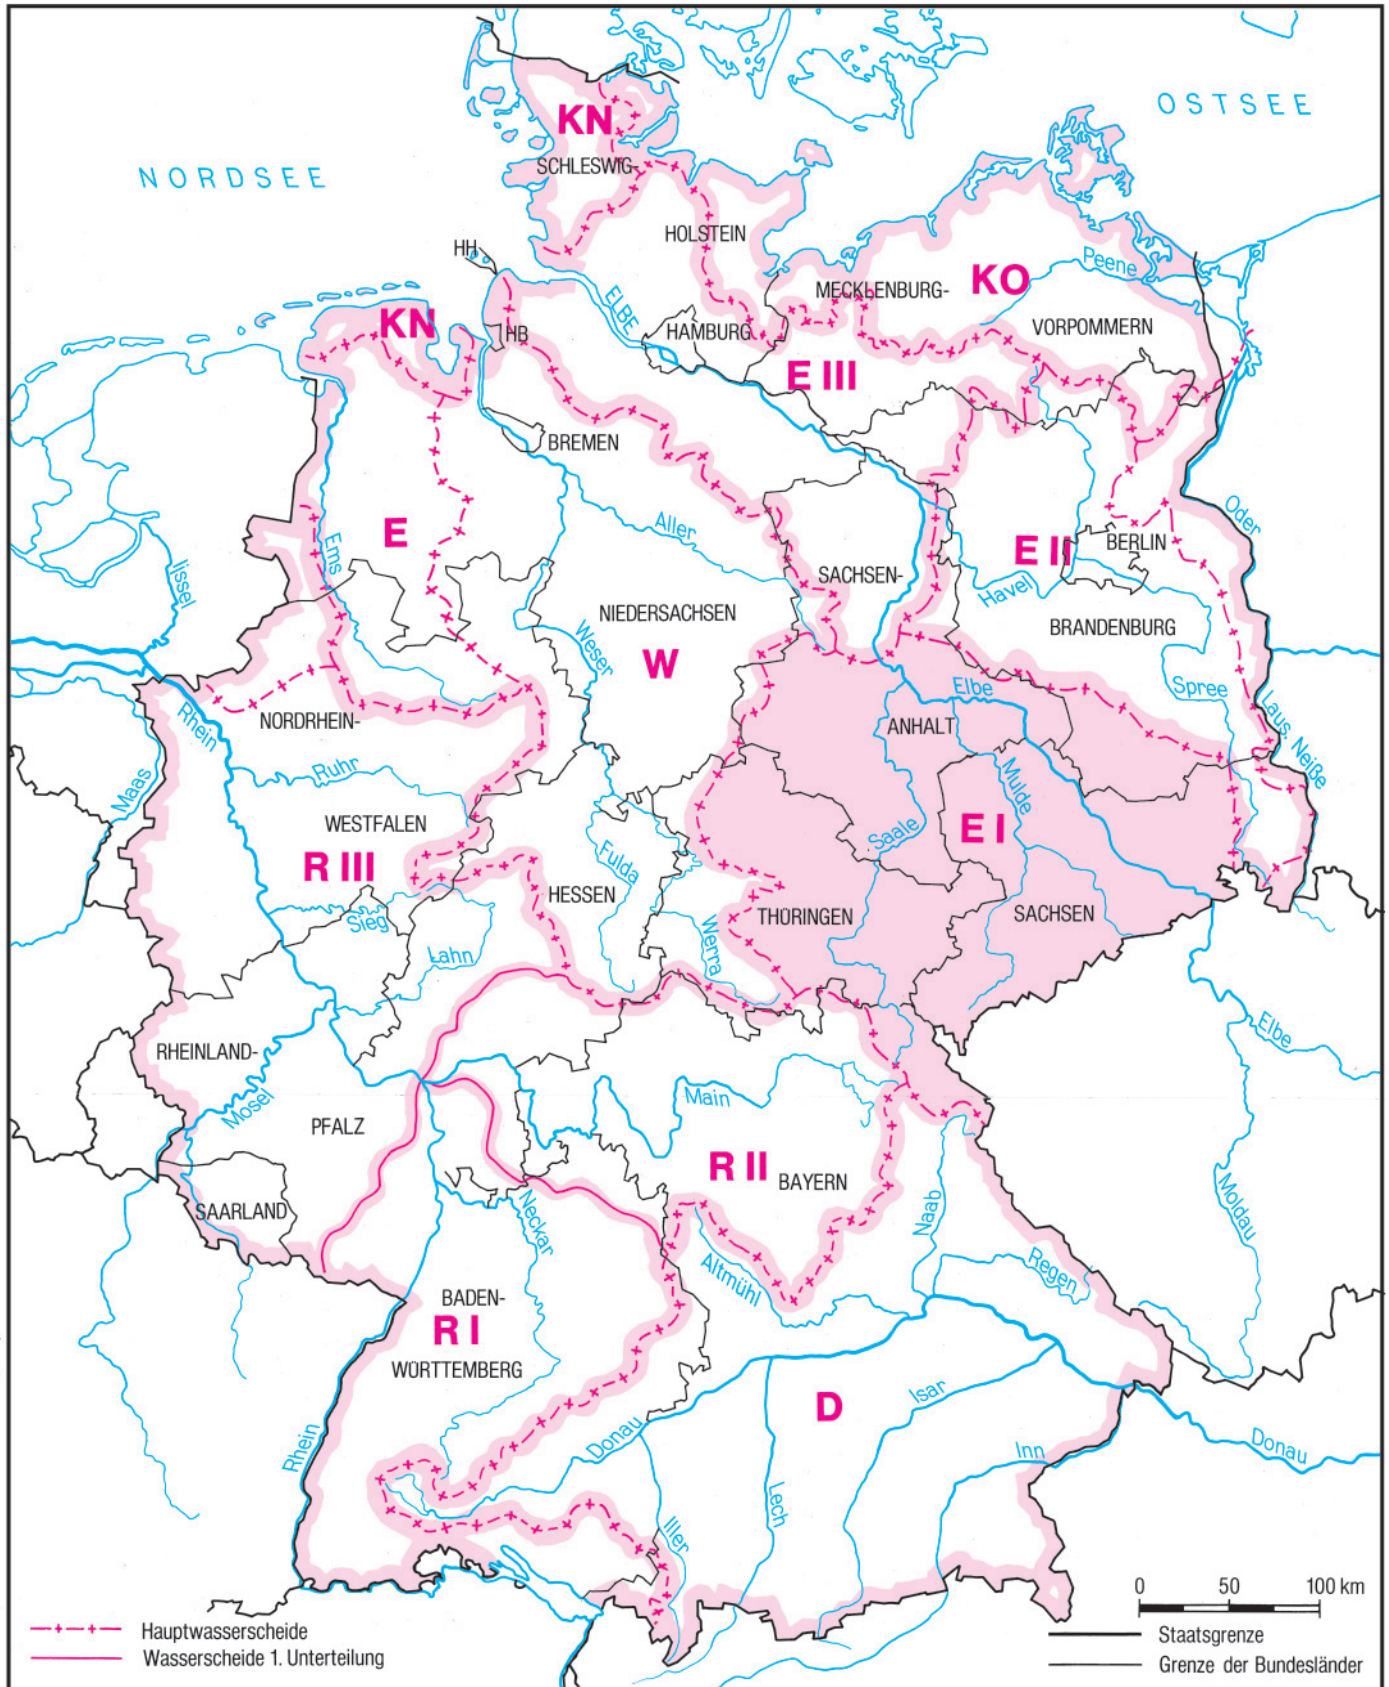 OSTSEE
KN
NORDSEE
SCHLESWIG-
HOLSTEIN
HH
Peene
KO
MECKLENBURG-
ELBE
KN
VORPOMMERN
HAMBURG
HB
E III
BREMEN
Oder
Aller
E
Ems
BERLIN
E II
Iissel
SACHSEN-
Havel
NIEDERSACHSEN
BRANDENBURG
Weser
W
Spree
Elbe
Rhein
NORDRHEIN-
ANHALT
Laus. Neiße
Ruhr
Maas
Mulde
WESTFALEN
E I
Saale
R III
Fulda
HESSEN
THÜRINGEN
SACHSEN
Sieg
Werra
Lahn
Elbe
RHEINLAND-
Main
Mosel
PFALZ
R II
BAYERN
Naab
Moldau
SAARLAND
Neckar
Altmühl
Regen
BADEN-
R I
WÜRTTEMBERG
Isar
D
Donau
Rhein
Inn
Donau
Lech
Iller
0 50 100 km
Hauptwasserscheide
Staatsgrenze
Wasserscheide 1. Unterteilung
Grenze der Bundesländer